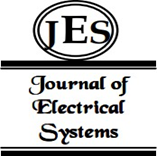 JES
Journal of
Electrical
Systems